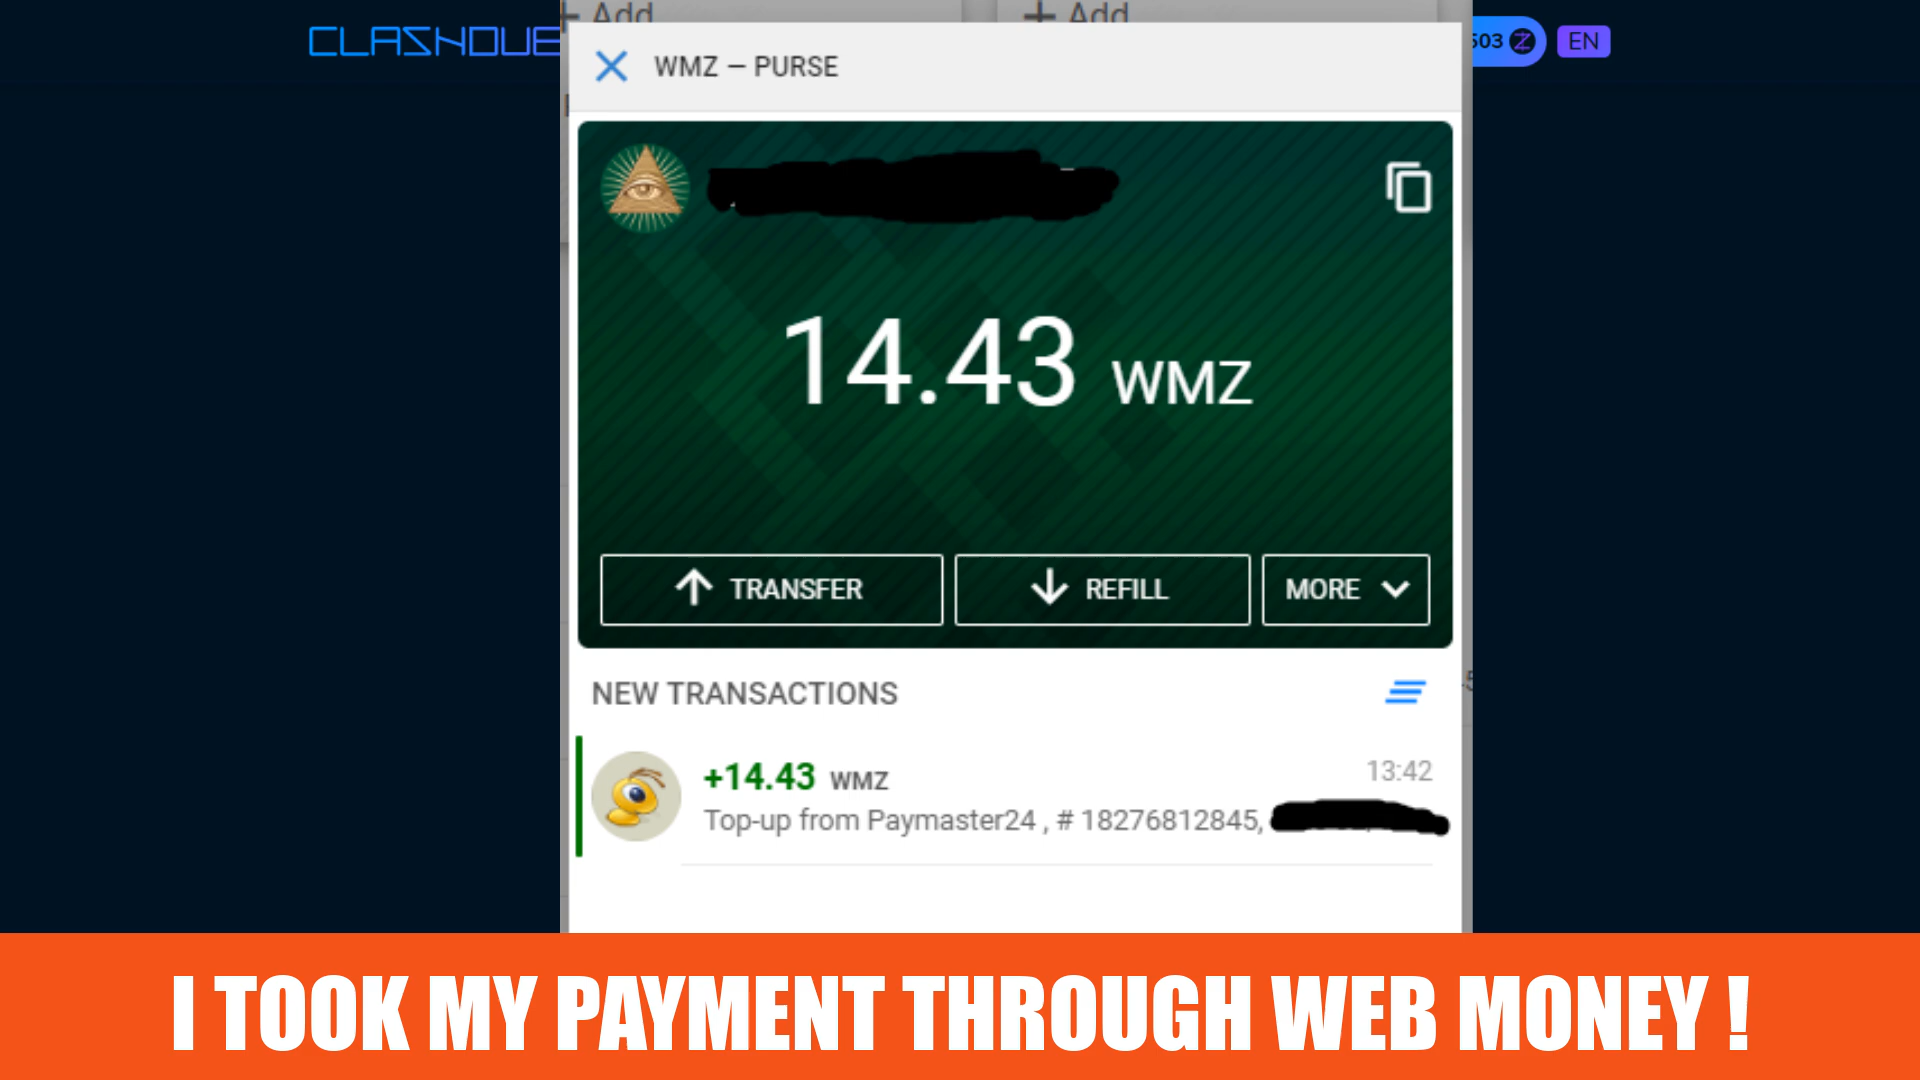 Add
Add
CLASHDUE
503
EN
WMZ – PURSE
14.43 WMZ
TRANSFER
REFILL
MORE
NEW TRANSACTIONS
+14.43 WMZ
13:42
Top-up from Paymaster24 , # 18276812845,
I TOOK MY PAYMENT THROUGH WEB MONEY !